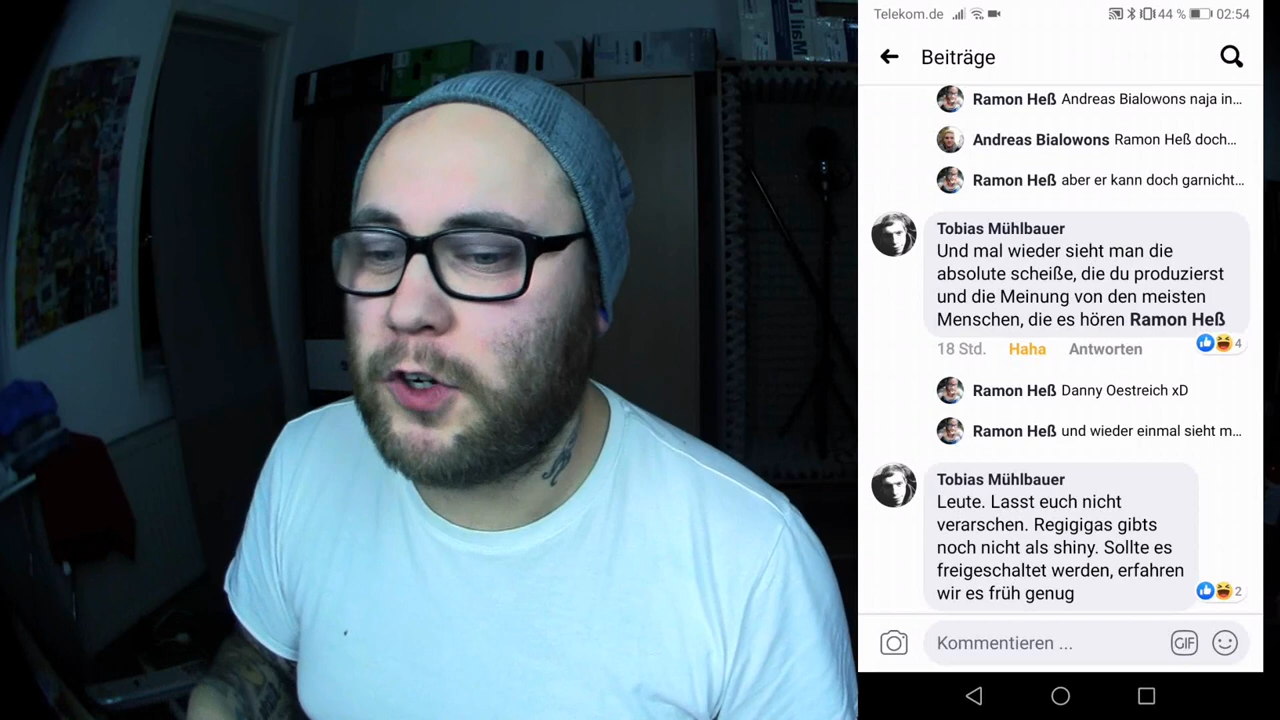 Telekom.de
44 %
02:54
Beiträge
Ramon Heß Andreas Bialowons naja in...
Andreas Bialowons Ramon Heß doch...
Ramon Heß aber er kann doch garnicht...
Tobias Mühlbauer
Und mal wieder sieht man die
absolute scheiße, die du produzierst
und die Meinung von den meisten
Menschen, die es hören Ramon Heß
18 Std. Haha Antworten 4
Ramon Heß Danny Oestreich xD
Ramon Heß und wieder einmal sieht m...
Tobias Mühlbauer
Leute. Lasst euch nicht
verarschen. Regigigas gibts
noch nicht als shiny. Sollte es
freigeschaltet werden, erfahren
wir es früh genug 2
Kommentieren ... GIF